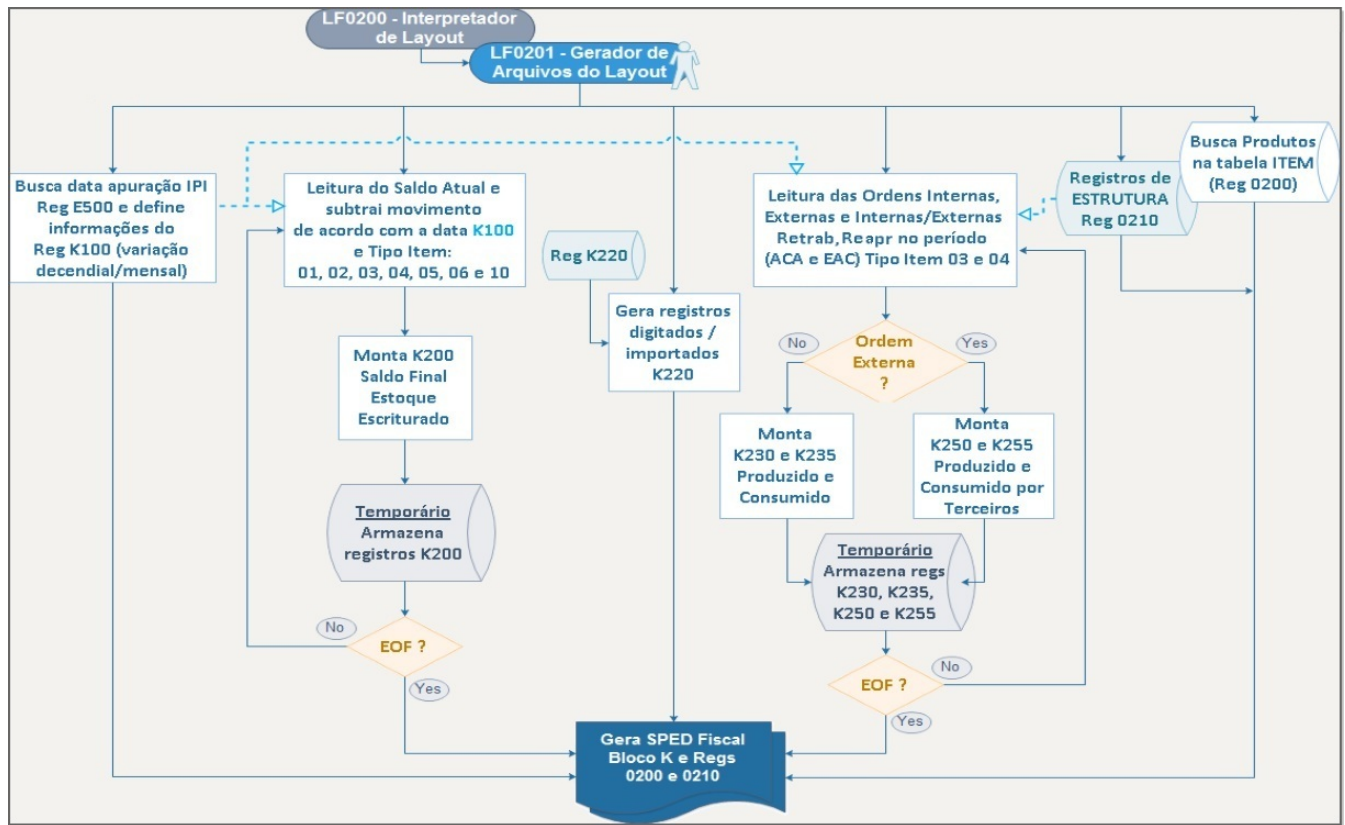 LF0200 - Interpretador
de Layout
LF0201 - Gerador de
Arquivos do Layout
Busca data apuração IPI
Reg E500 e define
informações do
Reg K100 (variação
decendial/mensal)
Leitura do Saldo Atual e
subtrai movimento
de acordo com a data K100
e Tipo Item:
01, 02, 03, 04, 05, 06 e 10
Monta K200
Saldo Final
Estoque
Escriturado
Temporário
Armazena
registros K200
No
EOF ?
Yes
Reg K220
Gera registros
digitados /
importados
K220
Leitura das Ordens Internas,
Externas e Internas/Externas
Retrab, Reapr no período
(ACA e EAC) Tipo Item 03 e 04
Registros de
ESTRUTURA
Reg 0210
Busca Produtos
na tabela ITEM
(Reg 0200)
No
Ordem
Externa
?
Yes
Monta
K230 e K235
Produzido e
Consumido
Monta
K250 e K255
Produzido e
Consumido por
Terceiros
Temporário
Armazena regs
K230, K235,
K250 e K255
No
EOF ?
Yes
Gera SPED Fiscal
Bloco K e Regs
0200 e 0210